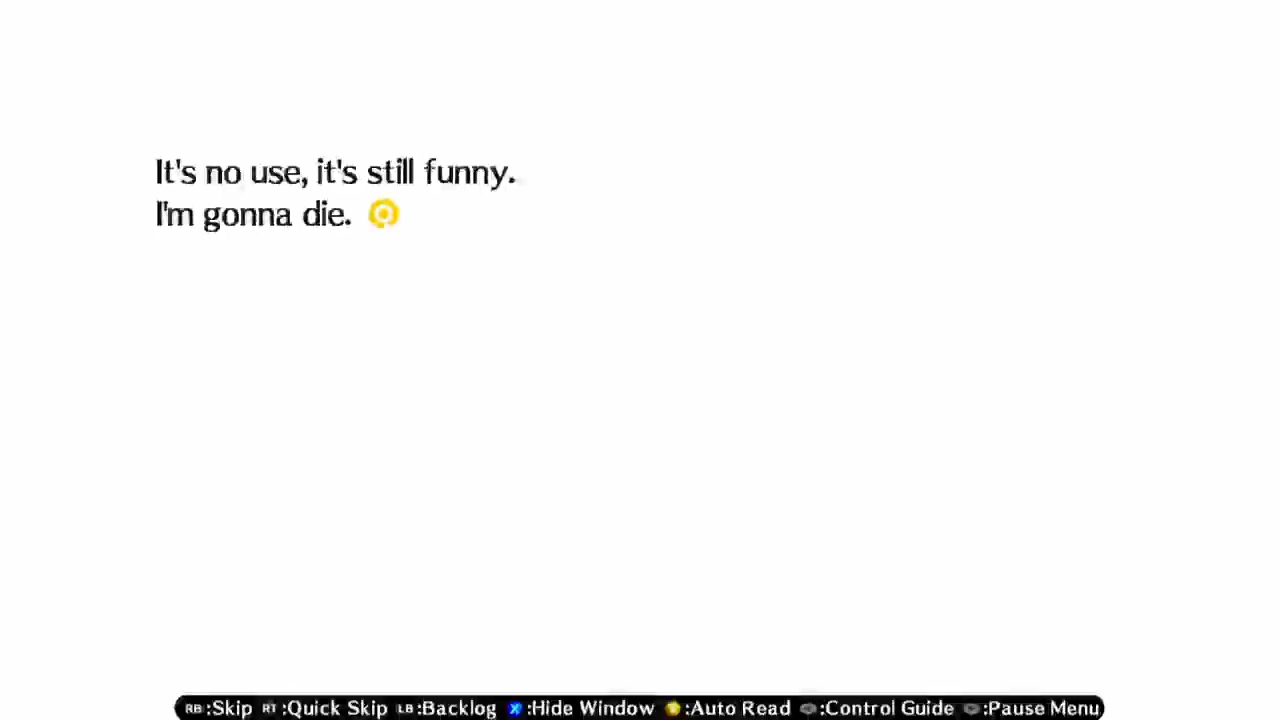 It's no use, it's still funny.
I'm gonna die.
RB:Skip RT:Quick Skip LB:Backlog X:Hide Window :Auto Read :Control Guide :Pause Menu